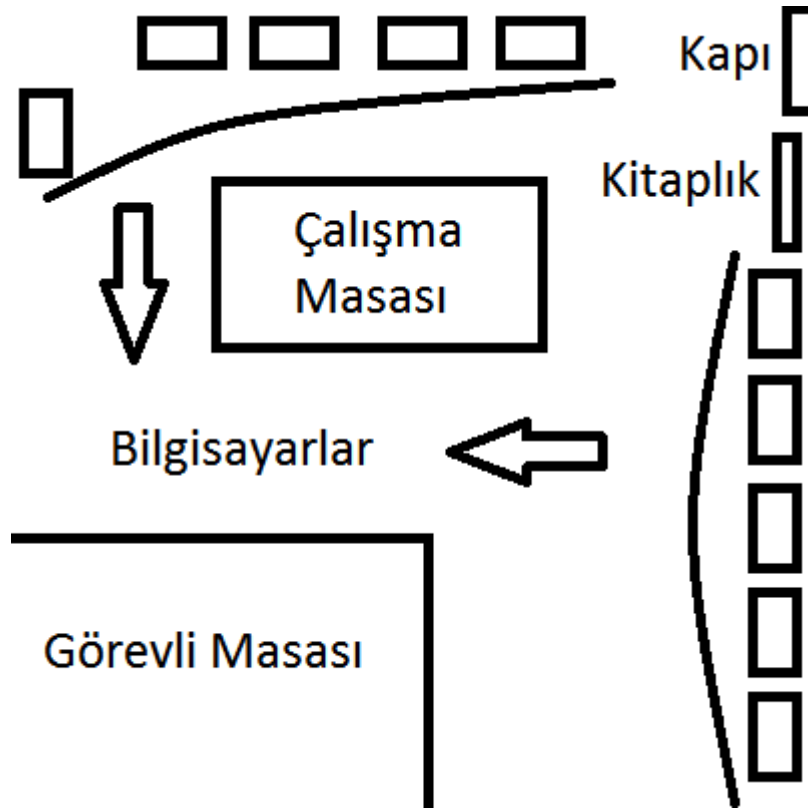 Kapı
Kitaplık
Çalışma
Masası
Bilgisayarlar
Görevli Masası